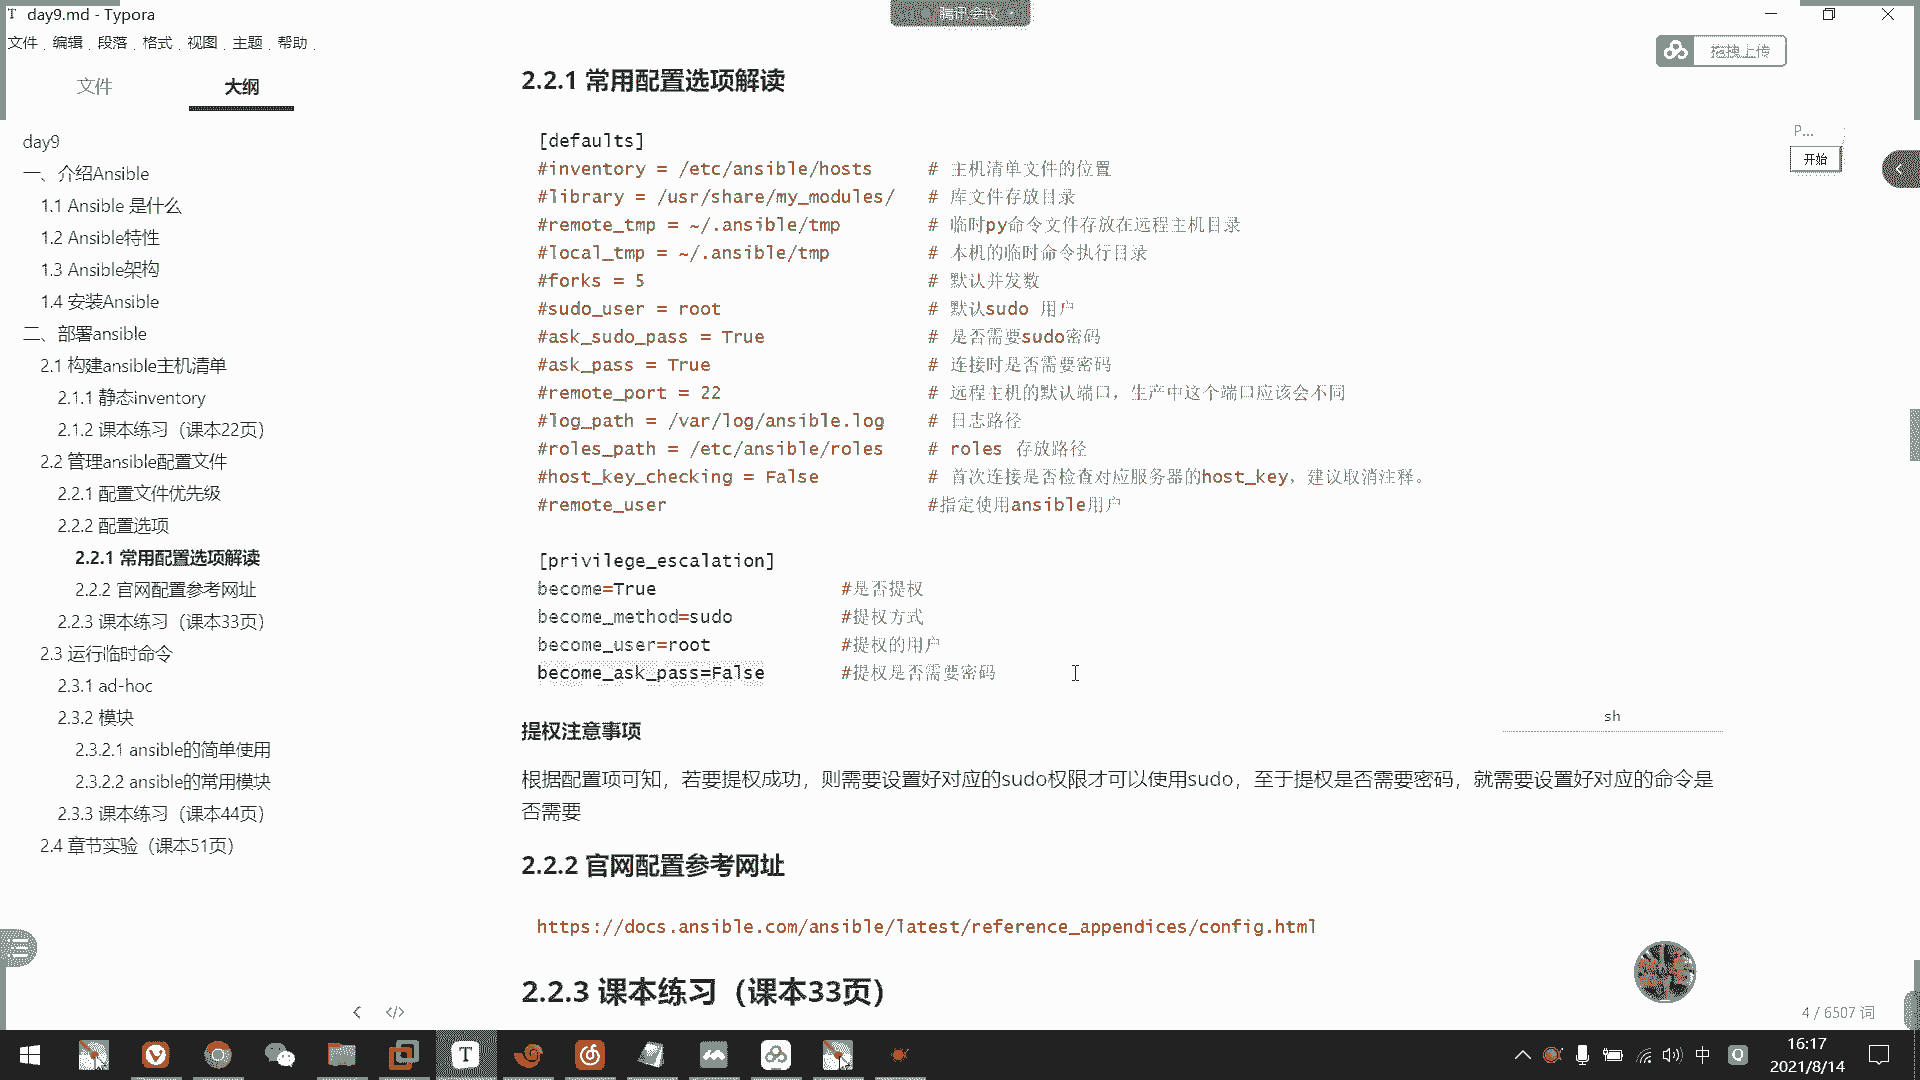 day9.md - Typora
腾讯会议
文件 编辑 段落 格式 视图 主题 帮助
拖拽上传
文件 大纲
day9
一、介绍Ansible
1.1 Ansible 是什么
1.2 Ansible特性
1.3 Ansible架构
1.4 安装Ansible
二、部署ansible
2.1 构建ansible主机清单
2.1.1 静态inventory
2.1.2 课本练习（课本22页）
2.2 管理ansible配置文件
2.2.1 配置文件优先级
2.2.2 配置选项
2.2.1 常用配置选项解读
2.2.2 官网配置参考网址
2.2.3 课本练习（课本33页）
2.3 运行临时命令
2.3.1 ad-hoc
2.3.2 模块
2.3.2.1 ansible的简单使用
2.3.2.2 ansible的常用模块
2.3.3 课本练习（课本44页）
2.4 章节实验（课本51页）
2.2.1 常用配置选项解读
[defaults]
#inventory = /etc/ansible/hosts # 主机清单文件的位置
#library = /usr/share/my_modules/ # 库文件存放目录
#remote_tmp = ~/.ansible/tmp # 临时py命令文件存放在远程主机目录
#local_tmp = ~/.ansible/tmp # 本机的临时命令执行目录
#forks = 5 # 默认并发数
#sudo_user = root # 默认sudo 用户
#ask_sudo_pass = True # 是否需要sudo密码
#ask_pass = True # 连接时是否需要密码
#remote_port = 22 # 远程主机的默认端口，生产中这个端口应该会不同
#log_path = /var/log/ansible.log # 日志路径
#roles_path = /etc/ansible/roles # roles 存放路径
#host_key_checking = False # 首次连接是否检查对应服务器的host_key，建议取消注释。
#remote_user #指定使用ansible用户
[privilege_escalation]
become=True #是否提权
become_method=sudo #提权方式
become_user=root #提权的用户
become_ask_pass=False #提权是否需要密码
sh
提权注意事项
根据配置项可知，若要提权成功，则需要设置好对应的sudo权限才可以使用sudo，至于提权是否需要密码，就需要设置好对应的命令是
否需要
2.2.2 官网配置参考网址
https://docs.ansible.com/ansible/latest/reference_appendices/config.html
2.2.3 课本练习（课本33页）
P...
开始
4 / 6507 词
中
16:17
2021/8/14